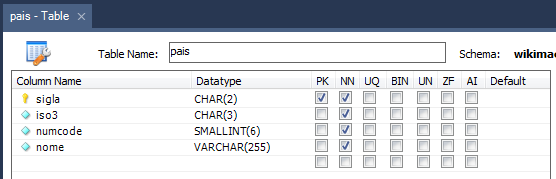 pais - Table ×
Table Name: pais Schema: wikimac
Column Name Datatype PK NN UQ BIN UN ZF AI Default
sigla CHAR(2)
iso3 CHAR(3)
numcode SMALLINT(6)
nome VARCHAR(255)